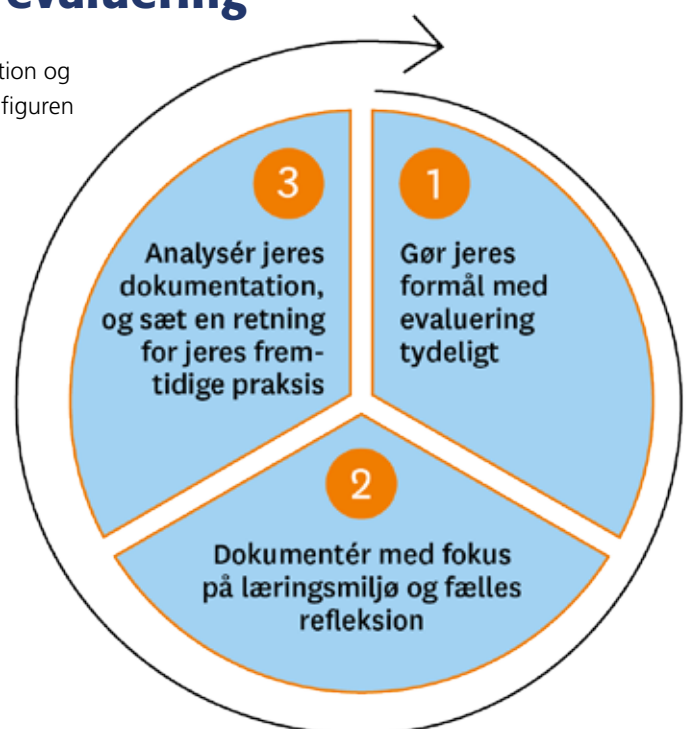 evaluering
tion og
figuren
1
Gør jeres
formål med
evaluering
tydeligt
2
Dokumentér med fokus
på læringsmiljø og fælles
refleksion
3
Analysér jeres
dokumentation,
og sæt en retning
for jeres frem-
tidige praksis